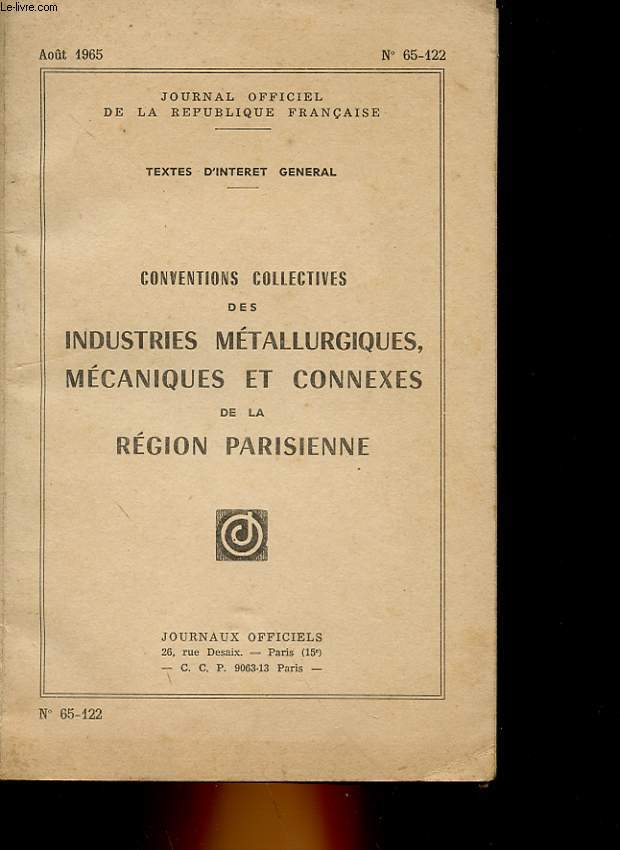 Le-livre.com
Août 1965 N° 65-122
JOURNAL OFFICIEL
DE LA REPUBLIQUE FRANÇAISE
TEXTES D'INTERET GENERAL
CONVENTIONS COLLECTIVES
DES
INDUSTRIES MÉTALLURGIQUES,
MÉCANIQUES ET CONNEXES
DE LA
RÉGION PARISIENNE
JOURNAUX OFFICIELS
26, rue Desaix. — Paris (15e)
— C. C. P. 9063-13 Paris —
N° 65-122